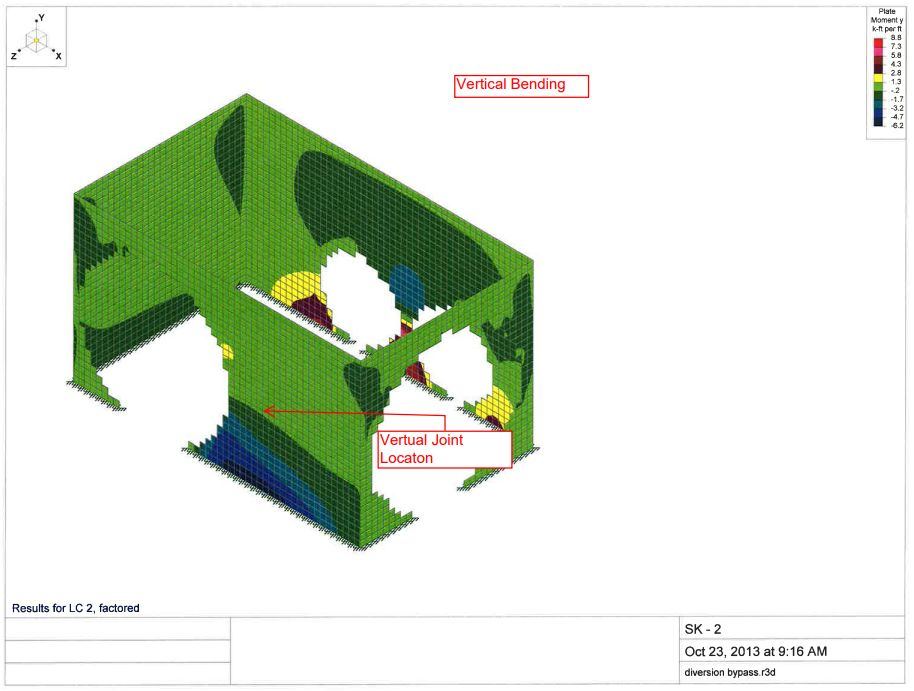 Y
Z
X
Plate
Moment y
k-ft per ft
8.8
7.3
5.8
4.3
2.8
1.3
-.2
-1.7
-3.2
-4.7
-6.2
Vertical Bending
Vertual Joint
Locaton
Results for LC 2, factored
SK - 2
Oct 23, 2013 at 9:16 AM
diversion bypass.r3d